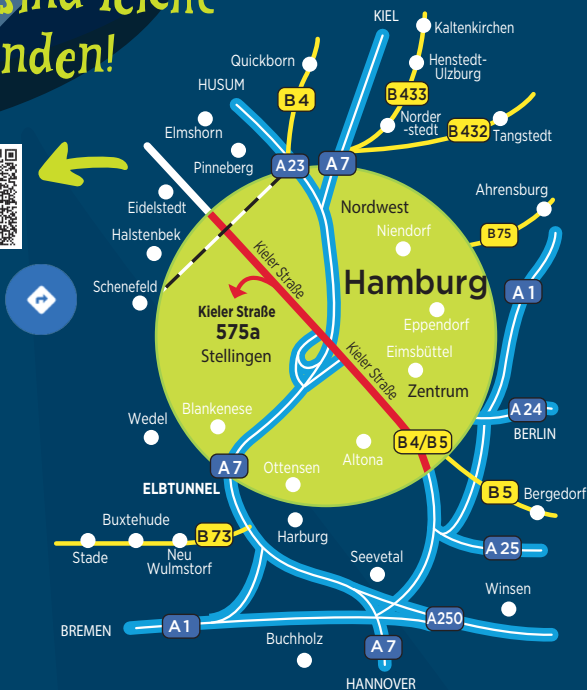 sind leicht
nden!
KIEL
Kaltenkirchen
Quickborn
Henstedt-
Ulzburg
HUSUM
B4
B433
Elmshorn
Norder
-stedt
B432
Tangstedt
Pinneberg
A23
A7
Ahrensburg
Eidelstedt
Nordwest
Halstenbek
Niendorf
B75
Kieler Straße
Schenefeld
Hamburg
A1
Kieler Straße
575a
Stellingen
Eppendorf
Kieler Straße
Eimsbüttel
Zentrum
Blankenese
A24
BERLIN
Wedel
B4/B5
Altona
A7
Ottensen
ELBTUNNEL
B5
Bergedorf
Buxtehude
B73
Harburg
Stade
Neu
Wulmstorf
A25
Seevetal
Winsen
A250
BREMEN
A1
Buchholz
A7
HANNOVER